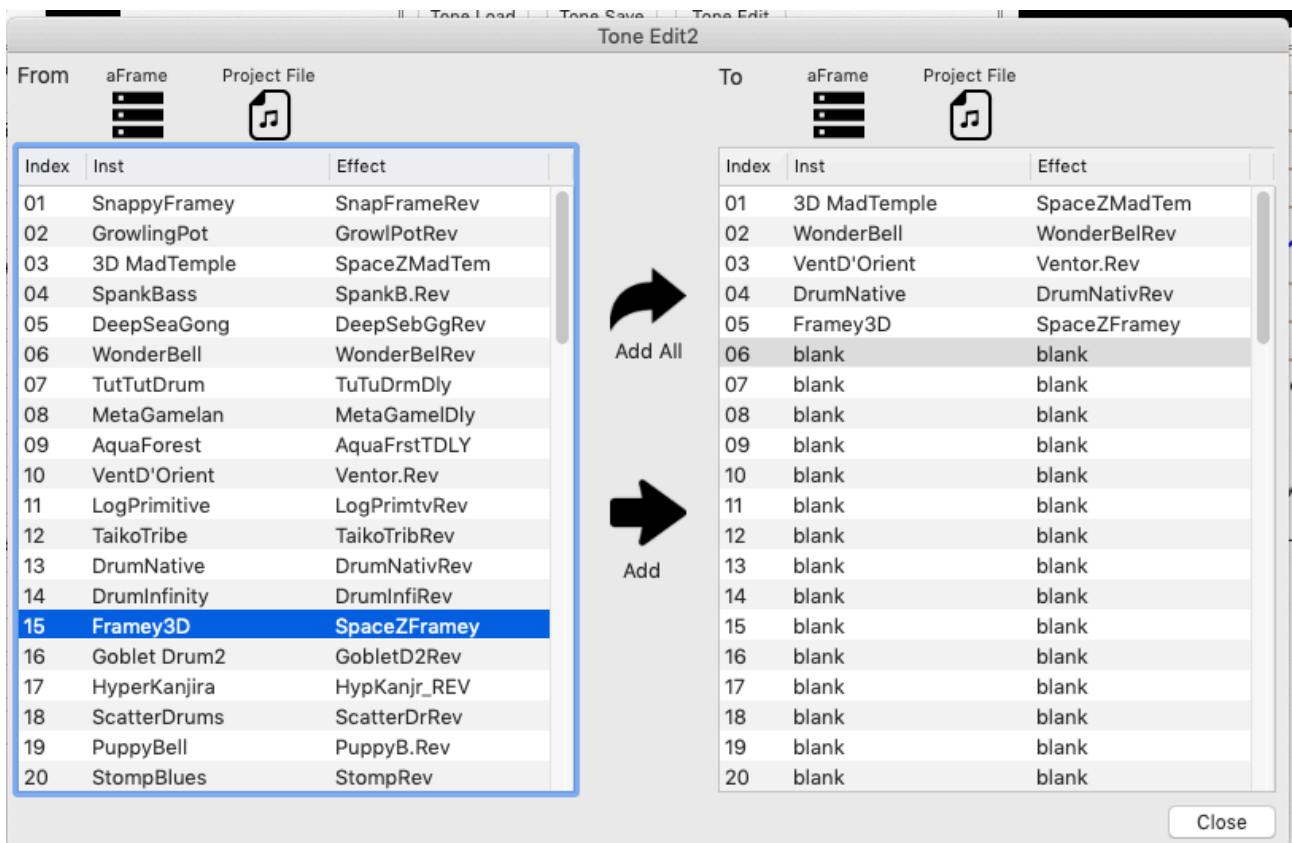 Tone Load Tone Save Tone Edit
Tone Edit2
From aFrame Project File To aFrame Project File
Index Inst Effect Index Inst Effect
01 SnappyFramey SnapFrameRev 01 3D MadTemple SpaceZMadTem
02 GrowlingPot GrowlPotRev 02 WonderBell WonderBelRev
03 3D MadTemple SpaceZMadTem 03 VentD'Orient Ventor.Rev
04 SpankBass SpankB.Rev 04 DrumNative DrumNativRev
05 DeepSeaGong DeepSebGgRev 05 Framey3D SpaceZFramey
06 WonderBell WonderBelRev Add All 06 blank blank
07 TutTutDrum TuTuDrmDly 07 blank blank
08 MetaGamelan MetaGamelDly 08 blank blank
09 AquaForest AquaFrstTDLY 09 blank blank
10 VentD'Orient Ventor.Rev 10 blank blank
11 LogPrimitive LogPrimtvRev 11 blank blank
12 TaikoTribe TaikoTribRev 12 blank blank
13 DrumNative DrumNativRev Add 13 blank blank
14 DrumInfinity DrumInfiRev 14 blank blank
15 Framey3D SpaceZFramey 15 blank blank
16 Goblet Drum2 GobletD2Rev 16 blank blank
17 HyperKanjira HypKanjr_REV 17 blank blank
18 ScatterDrums ScatterDrRev 18 blank blank
19 PuppyBell PuppyB.Rev 19 blank blank
20 StompBlues StompRev 20 blank blank
Close